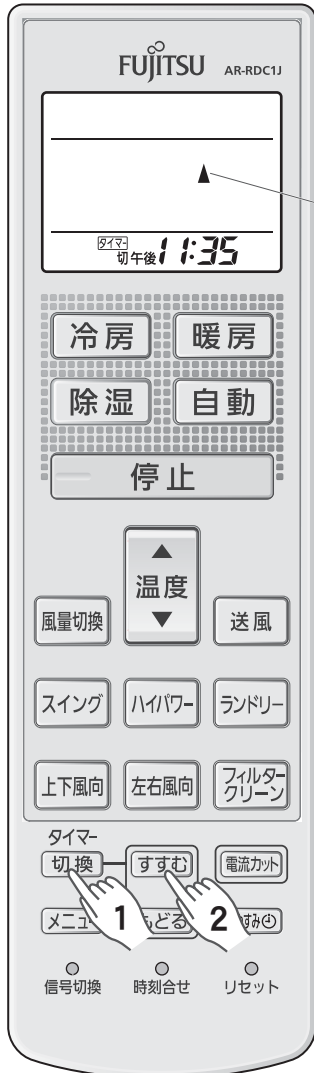 FUJITSU AR-RDC1J
タイマー
切 午後 11:35
冷房 暖房
除湿 自動
停止
温度
風量切換 送風
スイング ハイパワー ランドリー
上下風向 左右風向 フィルタークリーン
タイマー
切換 すすむ 電流カット
メニュー 1 もどる 2 すみ
信号切換 時刻合せ リセット